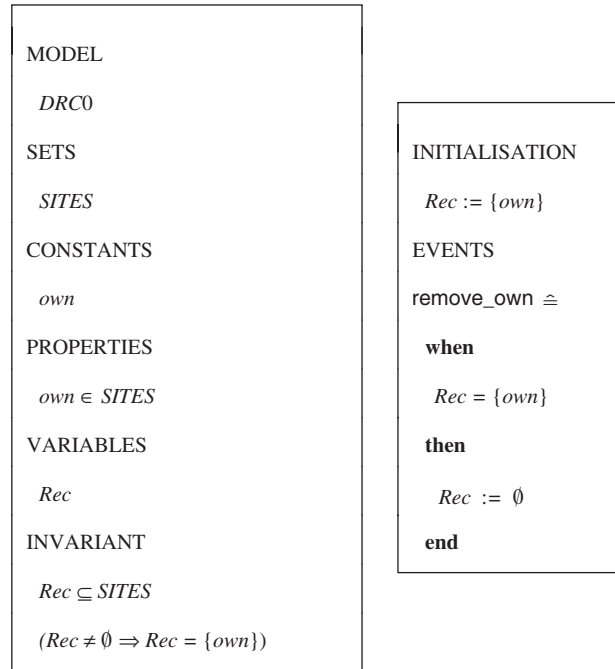 MODEL
DRC0
SETS
SITES
CONSTANTS
own
PROPERTIES
own ∈ SITES
VARIABLES
Rec
INVARIANT
Rec ⊆ SITES
(Rec ≠ ∅ ⇒ Rec = {own})
INITIALISATION
Rec := {own}
EVENTS
remove_own ≙
when
Rec = {own}
then
Rec := ∅
end